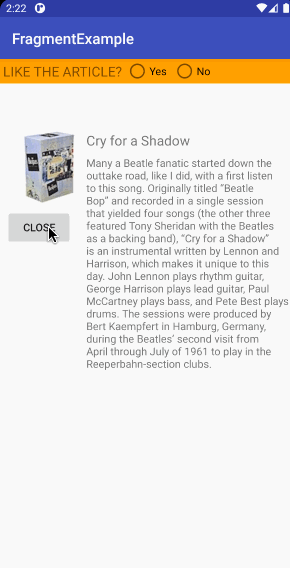 2:22
FragmentExample
LIKE THE ARTICLE? Yes No
Cry for a Shadow
Many a Beatle fanatic started down the
outtake road, like I did, with a first listen
to this song. Originally titled “Beatle
Bop” and recorded in a single session
that yielded four songs (the other three
featured Tony Sheridan with the Beatles
as a backing band), “Cry for a Shadow”
is an instrumental written by Lennon and
Harrison, which makes it unique to this
day. John Lennon plays rhythm guitar,
George Harrison plays lead guitar, Paul
McCartney plays bass, and Pete Best plays
drums. The sessions were produced by
Bert Kaempfert in Hamburg, Germany,
during the Beatles’ second visit from
April through July of 1961 to play in the
Reeperbahn-section clubs.
CLOSE